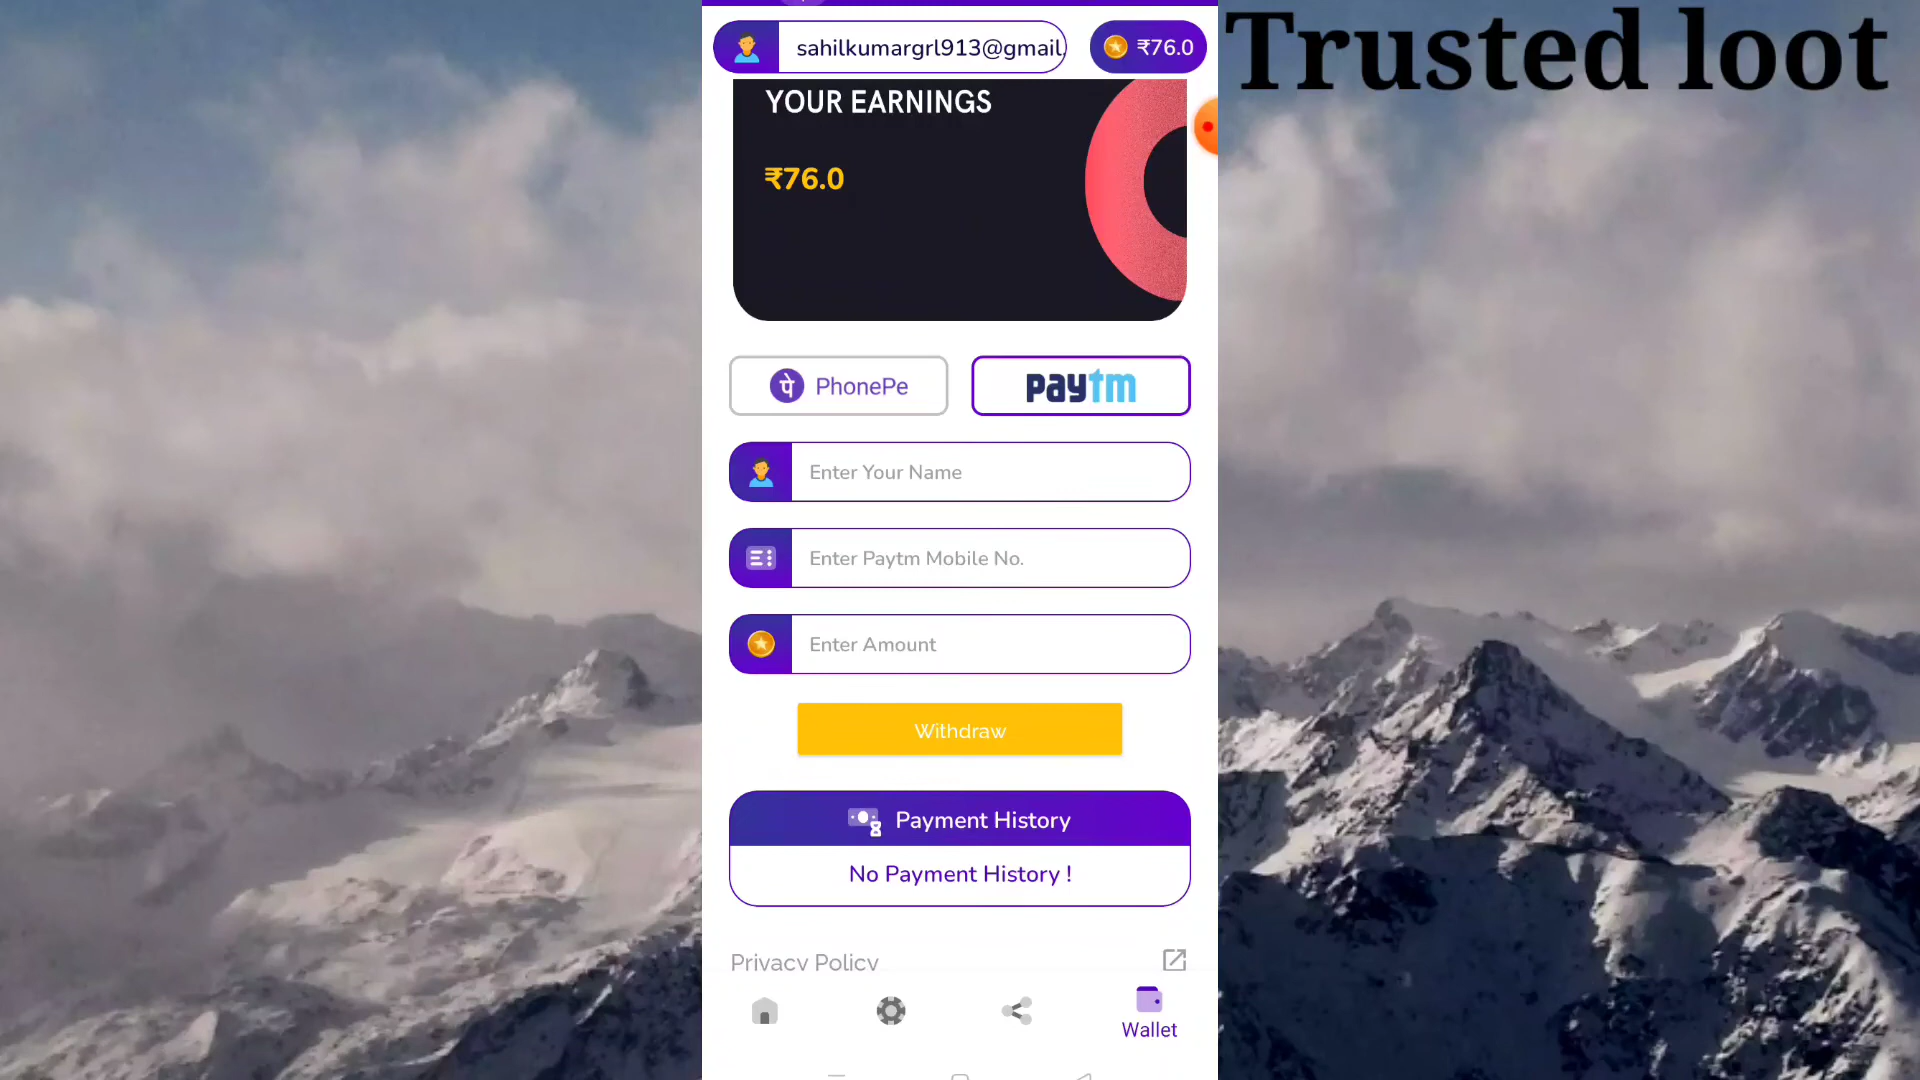 sahilkumargrl913@gmail.
₹76.0
Trusted loot
YOUR EARNINGS
₹76.0
पे PhonePe
paytm
Enter Your Name
Enter Paytm Mobile No.
Enter Amount
Withdraw
Payment History
No Payment History !
Privacy Policy
Wallet